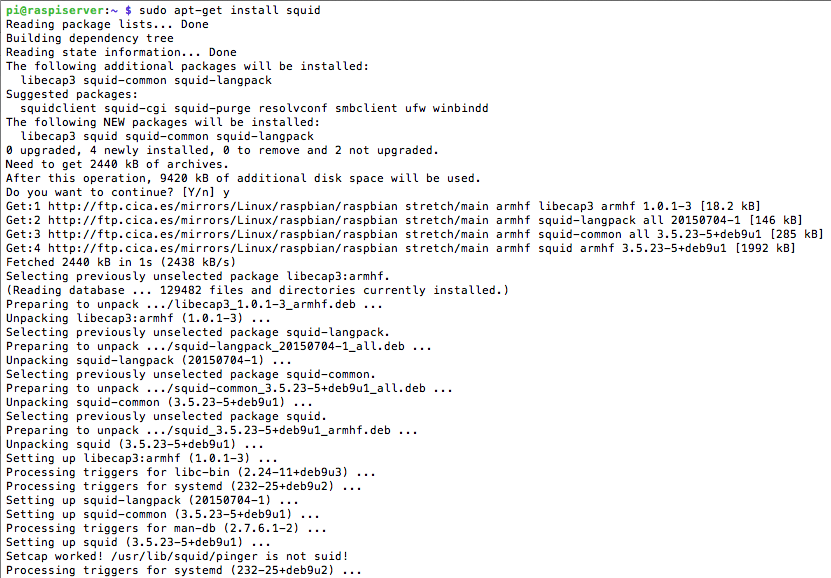 pi@raspiserver:~ $ sudo apt-get install squid
Reading package lists... Done
Building dependency tree
Reading state information... Done
The following additional packages will be installed:
  libecap3 squid-common squid-langpack
Suggested packages:
  squidclient squid-cgi squid-purge resolvconf smbclient ufw winbindd
The following NEW packages will be installed:
  libecap3 squid squid-common squid-langpack
0 upgraded, 4 newly installed, 0 to remove and 2 not upgraded.
Need to get 2440 kB of archives.
After this operation, 9420 kB of additional disk space will be used.
Do you want to continue? [Y/n] y
Get:1 http://ftp.cica.es/mirrors/Linux/raspbian/raspbian stretch/main armhf libecap3 armhf 1.0.1-3 [18.2 kB]
Get:2 http://ftp.cica.es/mirrors/Linux/raspbian/raspbian stretch/main armhf squid-langpack all 20150704-1 [146 kB]
Get:3 http://ftp.cica.es/mirrors/Linux/raspbian/raspbian stretch/main armhf squid-common all 3.5.23-5+deb9u1 [285 kB]
Get:4 http://ftp.cica.es/mirrors/Linux/raspbian/raspbian stretch/main armhf squid armhf 3.5.23-5+deb9u1 [1992 kB]
Fetched 2440 kB in 1s (2438 kB/s)
Selecting previously unselected package libecap3:armhf.
(Reading database ... 129482 files and directories currently installed.)
Preparing to unpack .../libecap3_1.0.1-3_armhf.deb ...
Unpacking libecap3:armhf (1.0.1-3) ...
Selecting previously unselected package squid-langpack.
Preparing to unpack .../squid-langpack_20150704-1_all.deb ...
Unpacking squid-langpack (20150704-1) ...
Selecting previously unselected package squid-common.
Preparing to unpack .../squid-common_3.5.23-5+deb9u1_all.deb ...
Unpacking squid-common (3.5.23-5+deb9u1) ...
Selecting previously unselected package squid.
Preparing to unpack .../squid_3.5.23-5+deb9u1_armhf.deb ...
Unpacking squid (3.5.23-5+deb9u1) ...
Setting up libecap3:armhf (1.0.1-3) ...
Processing triggers for libc-bin (2.24-11+deb9u3) ...
Processing triggers for systemd (232-25+deb9u2) ...
Setting up squid-langpack (20150704-1) ...
Setting up squid-common (3.5.23-5+deb9u1) ...
Processing triggers for man-db (2.7.6.1-2) ...
Setting up squid (3.5.23-5+deb9u1) ...
Setcap worked! /usr/lib/squid/pinger is not suid!
Processing triggers for systemd (232-25+deb9u2) ...